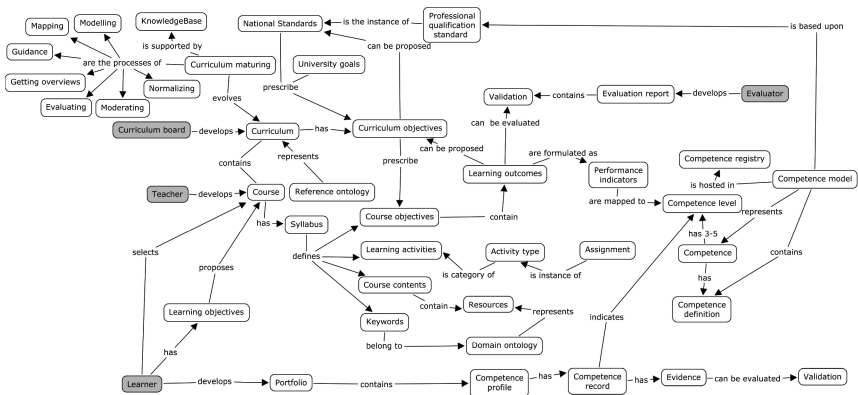 Mapping
Modelling
KnowledgeBase
National Standards
is the instance of
Professional
qualification
standard
is based upon
Guidance
is supported by
can be proposed
are the processes of
Curriculum maturing
University goals
Getting overviews
Normalizing
Evaluating
Moderating
evolves
prescribe
Validation
contains
Evaluation report
develops
Evaluator
Curriculum board
develops
Curriculum
has
Curriculum objectives
can be evaluated
contains
represents
can be proposed
are formulated as
prescribe
Learning outcomes
Performance
indicators
Competence registry
is hosted in
Competence model
Teacher
develops
Course
Reference ontology
are mapped to
Competence level
has
Syllabus
Course objectives
contain
represents
has 3-5
selects
defines
Learning activities
Activity type
Assignment
Competence
contains
proposes
is category of
is instance of
has
Course contents
contain
Resources
Competence
definition
Learning objectives
Keywords
represents
indicates
has
belong to
Domain ontology
Learner
develops
Portfolio
contains
Competence
profile
has
Competence
record
has
Evidence
can be evaluated
Validation